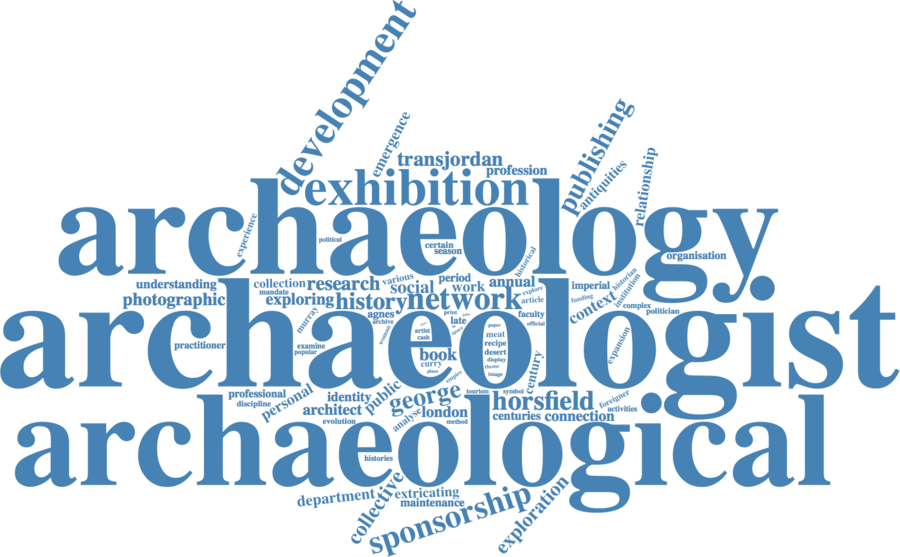 development
emergence
transjordan
profession
publishing
antiquities
relationship
exhibition
archaeology
experience
political
certain
season
historical
organisation
understanding
photographic
collection
mandate
exploring
research
history
various
social
network
period
work
annual
explore
article
imperial
funding
historian
institution
context
complex
politician
murray
agnes
archive
print
late
faculty
official
archaeologist
practitioner
examine
popular
women
artist
cash
book
curry
place
paper
meat
recipe
desert
display
theme
image
century
expansion
professional
discipline
personal
identity
architect
evolution
public
analyse
george
empire
london
method
tourism
symbol
horsfield
centuries
connection
foreigner
activities
archaeological
histories
department
collective
extricating
maintenance
sponsorship
exploration